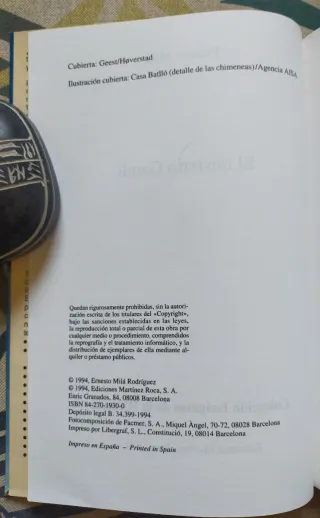 Cubierta: Geest/Høverstad
Ilustración cubierta: Casa Batlló (detalle de las chimeneas)/Agencia AISA
Quedan rigurosamente prohibidas, sin la autori-
zación escrita de los titulares del «Copyright»,
bajo las sanciones establecidas en las leyes,
la reproducción total o parcial de esta obra por
cualquier medio o procedimiento, comprendidos
la reprografía y el tratamiento informático, y la
distribución de ejemplares de ella mediante al-
quiler o préstamo públicos.
© 1994, Ernesto Milá Rodríguez
© 1994, Ediciones Martínez Roca, S. A.
Enric Granados, 84, 08008 Barcelona
ISBN 84-270-1930-0
Depósito legal B. 34.399-1994
Fotocomposición de Pacmer, S. A., Miquel Àngel, 70-72, 08028 Barcelona
Impreso por Libergraf, S. L., Constitució, 19, 08014 Barcelona
Impreso en España – Printed in Spain